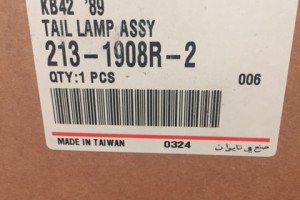 KB42 '89
TAIL LAMP ASSY
213-1908R-2
QTY:1 PCS 006
MADE IN TAIWAN 0324 صنع في تايوان